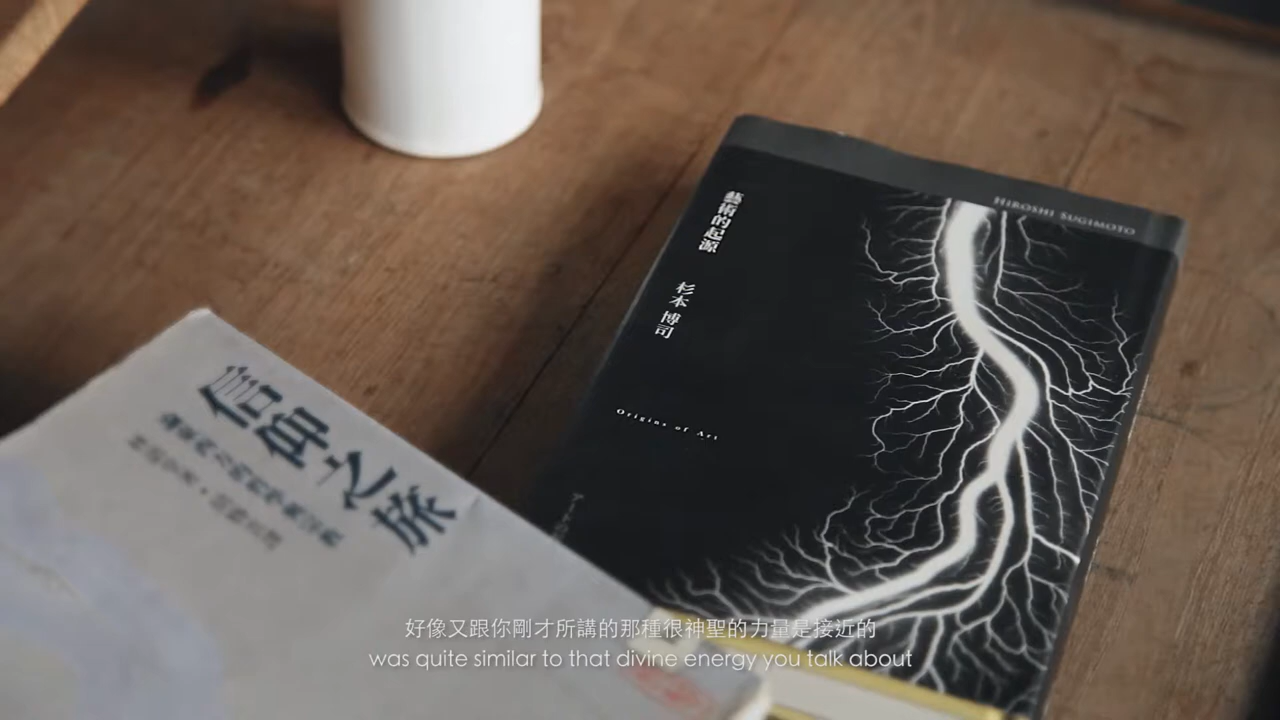 HIROSHI SUGIMOTO
藝術的起源
杉本博司
Origins of Art
信仰之旅
好像又跟你剛才所講的那種很神聖的力量是接近的
was quite similar to that divine energy you talk about